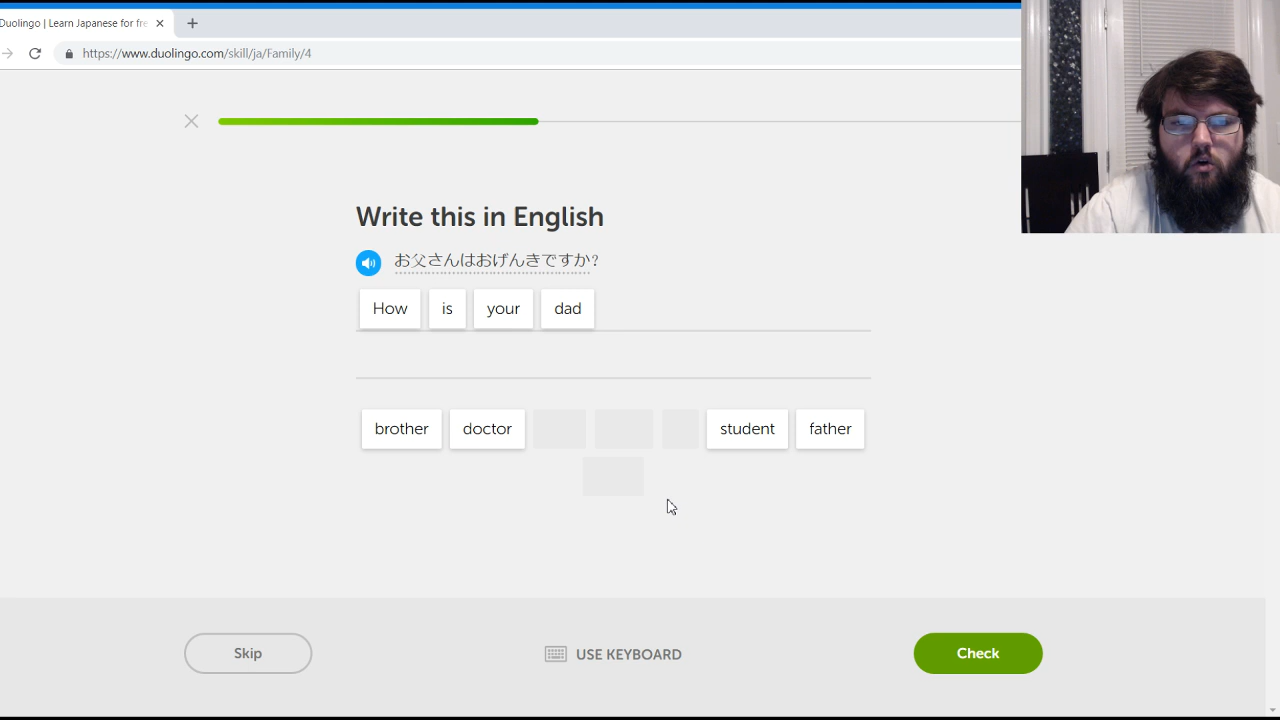 Duolingo | Learn Japanese for fre
https://www.duolingo.com/skill/ja/Family/4
Write this in English
お父さんはおげんきですか?
How is your dad
brother doctor student father
Skip USE KEYBOARD Check